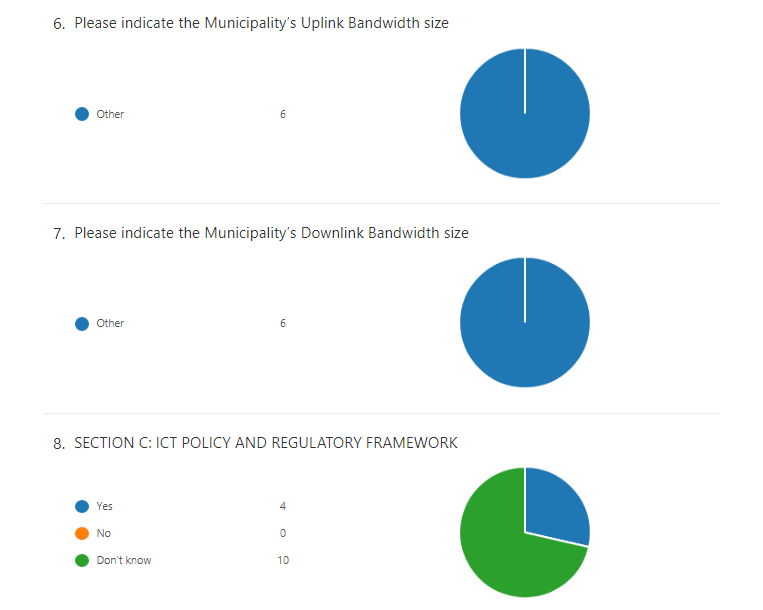 6. Please indicate the Municipality’s Uplink Bandwidth size
Other 6
7. Please indicate the Municipality’s Downlink Bandwidth size
Other 6
8. SECTION C: ICT POLICY AND REGULATORY FRAMEWORK
Yes 4
No 0
Don't know 10